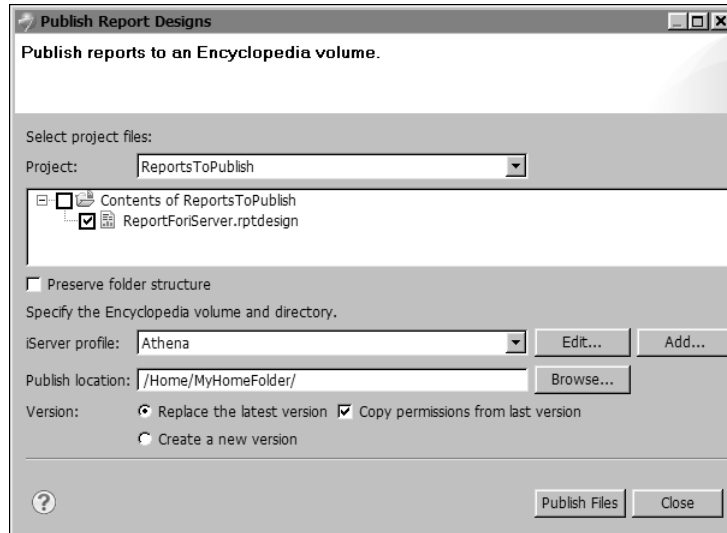 Publish Report Designs
Publish reports to an Encyclopedia volume.
Select project files:
Project: ReportsToPublish
Contents of ReportsToPublish
ReportForiServer.rptdesign
Preserve folder structure
Specify the Encyclopedia volume and directory.
iServer profile: Athena Edit... Add...
Publish location: /Home/MyHomeFolder/ Browse...
Version: Replace the latest version Copy permissions from last version
Create a new version
? Publish Files Close